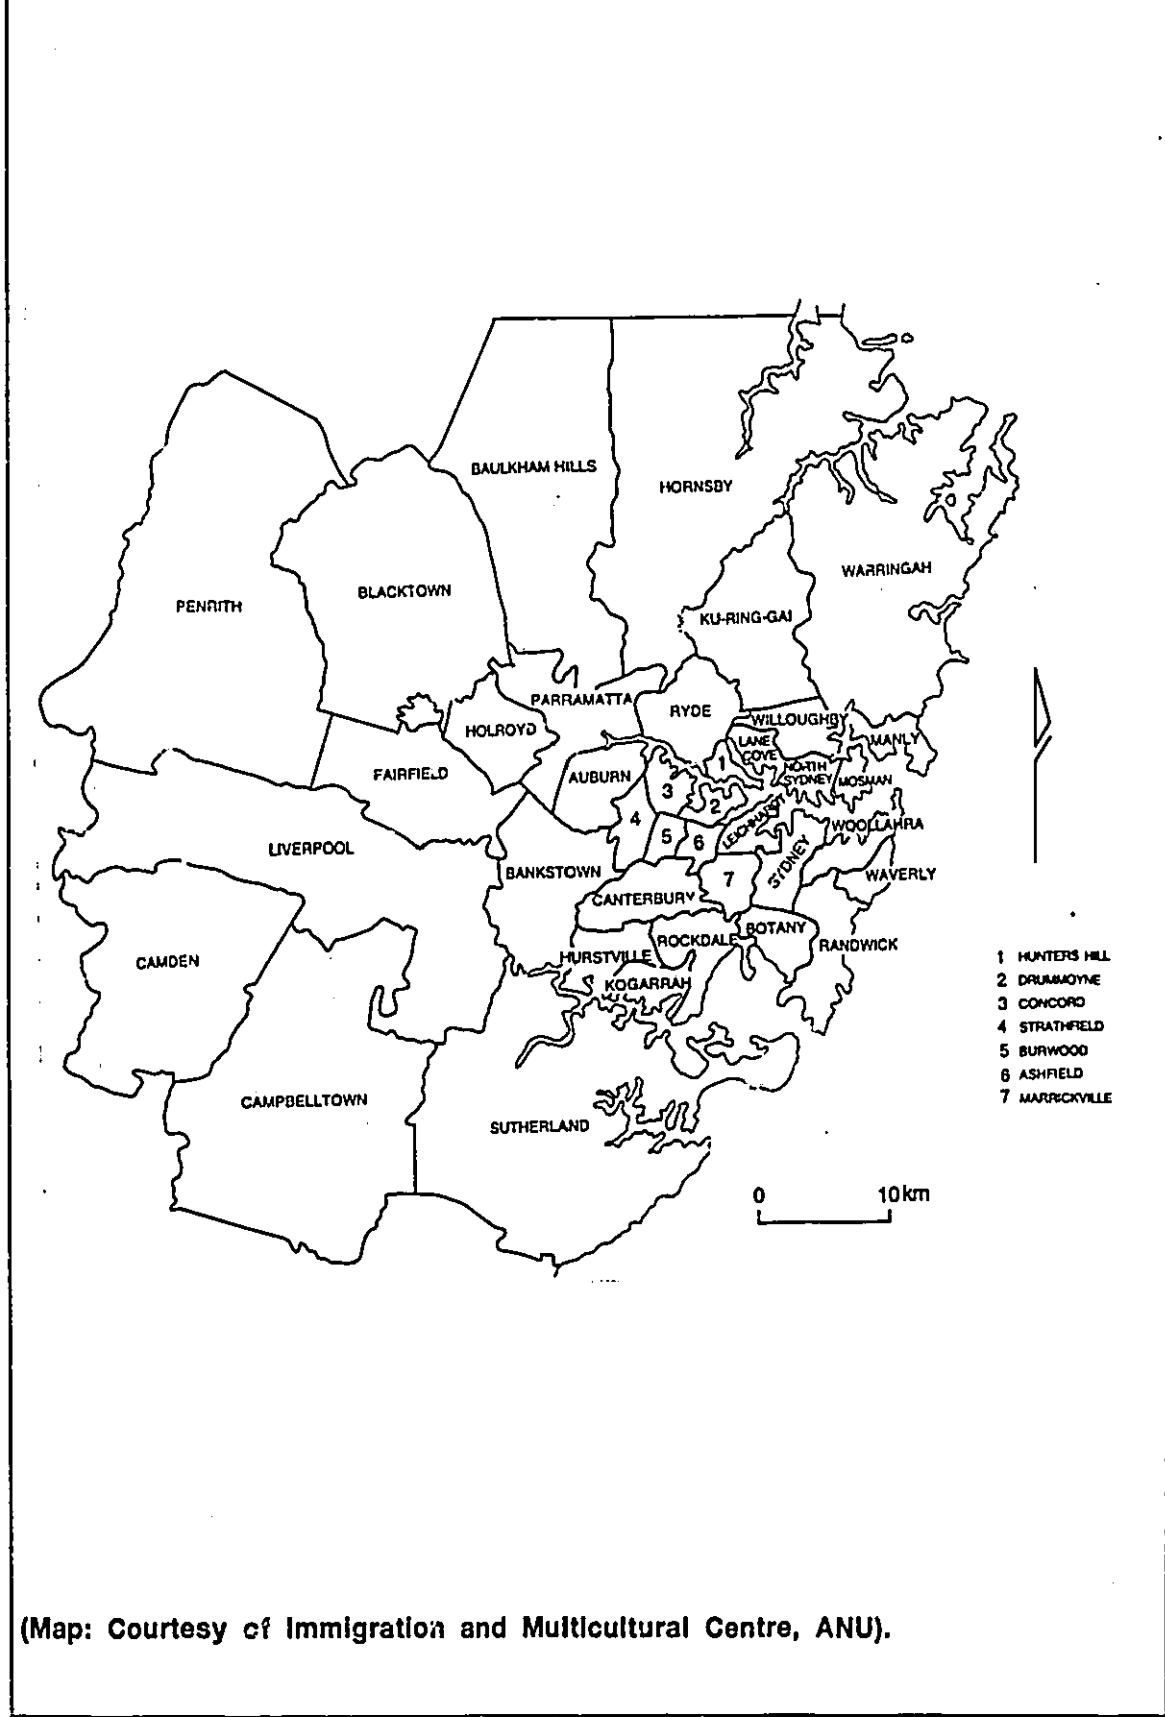 BAULKHAM HILLS
HORNSBY
WARRINGAH
PENRITH
BLACKTOWN
KU-RING-GAI
PARRAMATTA
RYDE
HOLROYD
WILLOUGHBY
MANLY
LANE
COVE
1
NORTH
SYDNEY
MOSMAN
FAIRFIELD
AUBURN
3
2
4
5
6
LEICHHARDT
WOOLLAHRA
LIVERPOOL
BANKSTOWN
7
SYDNEY
WAVERLY
CANTERBURY
BOTANY
ROCKDALE
RANDWICK
HURSTVILLE
KOGARRAH
CAMDEN
1 HUNTERS HILL
2 DRUMMOYNE
3 CONCORD
4 STRATHFIELD
5 BURWOOD
6 ASHFIELD
7 MARRICKVILLE
CAMPBELLTOWN
SUTHERLAND
0 10km
(Map: Courtesy of Immigration and Multicultural Centre, ANU).